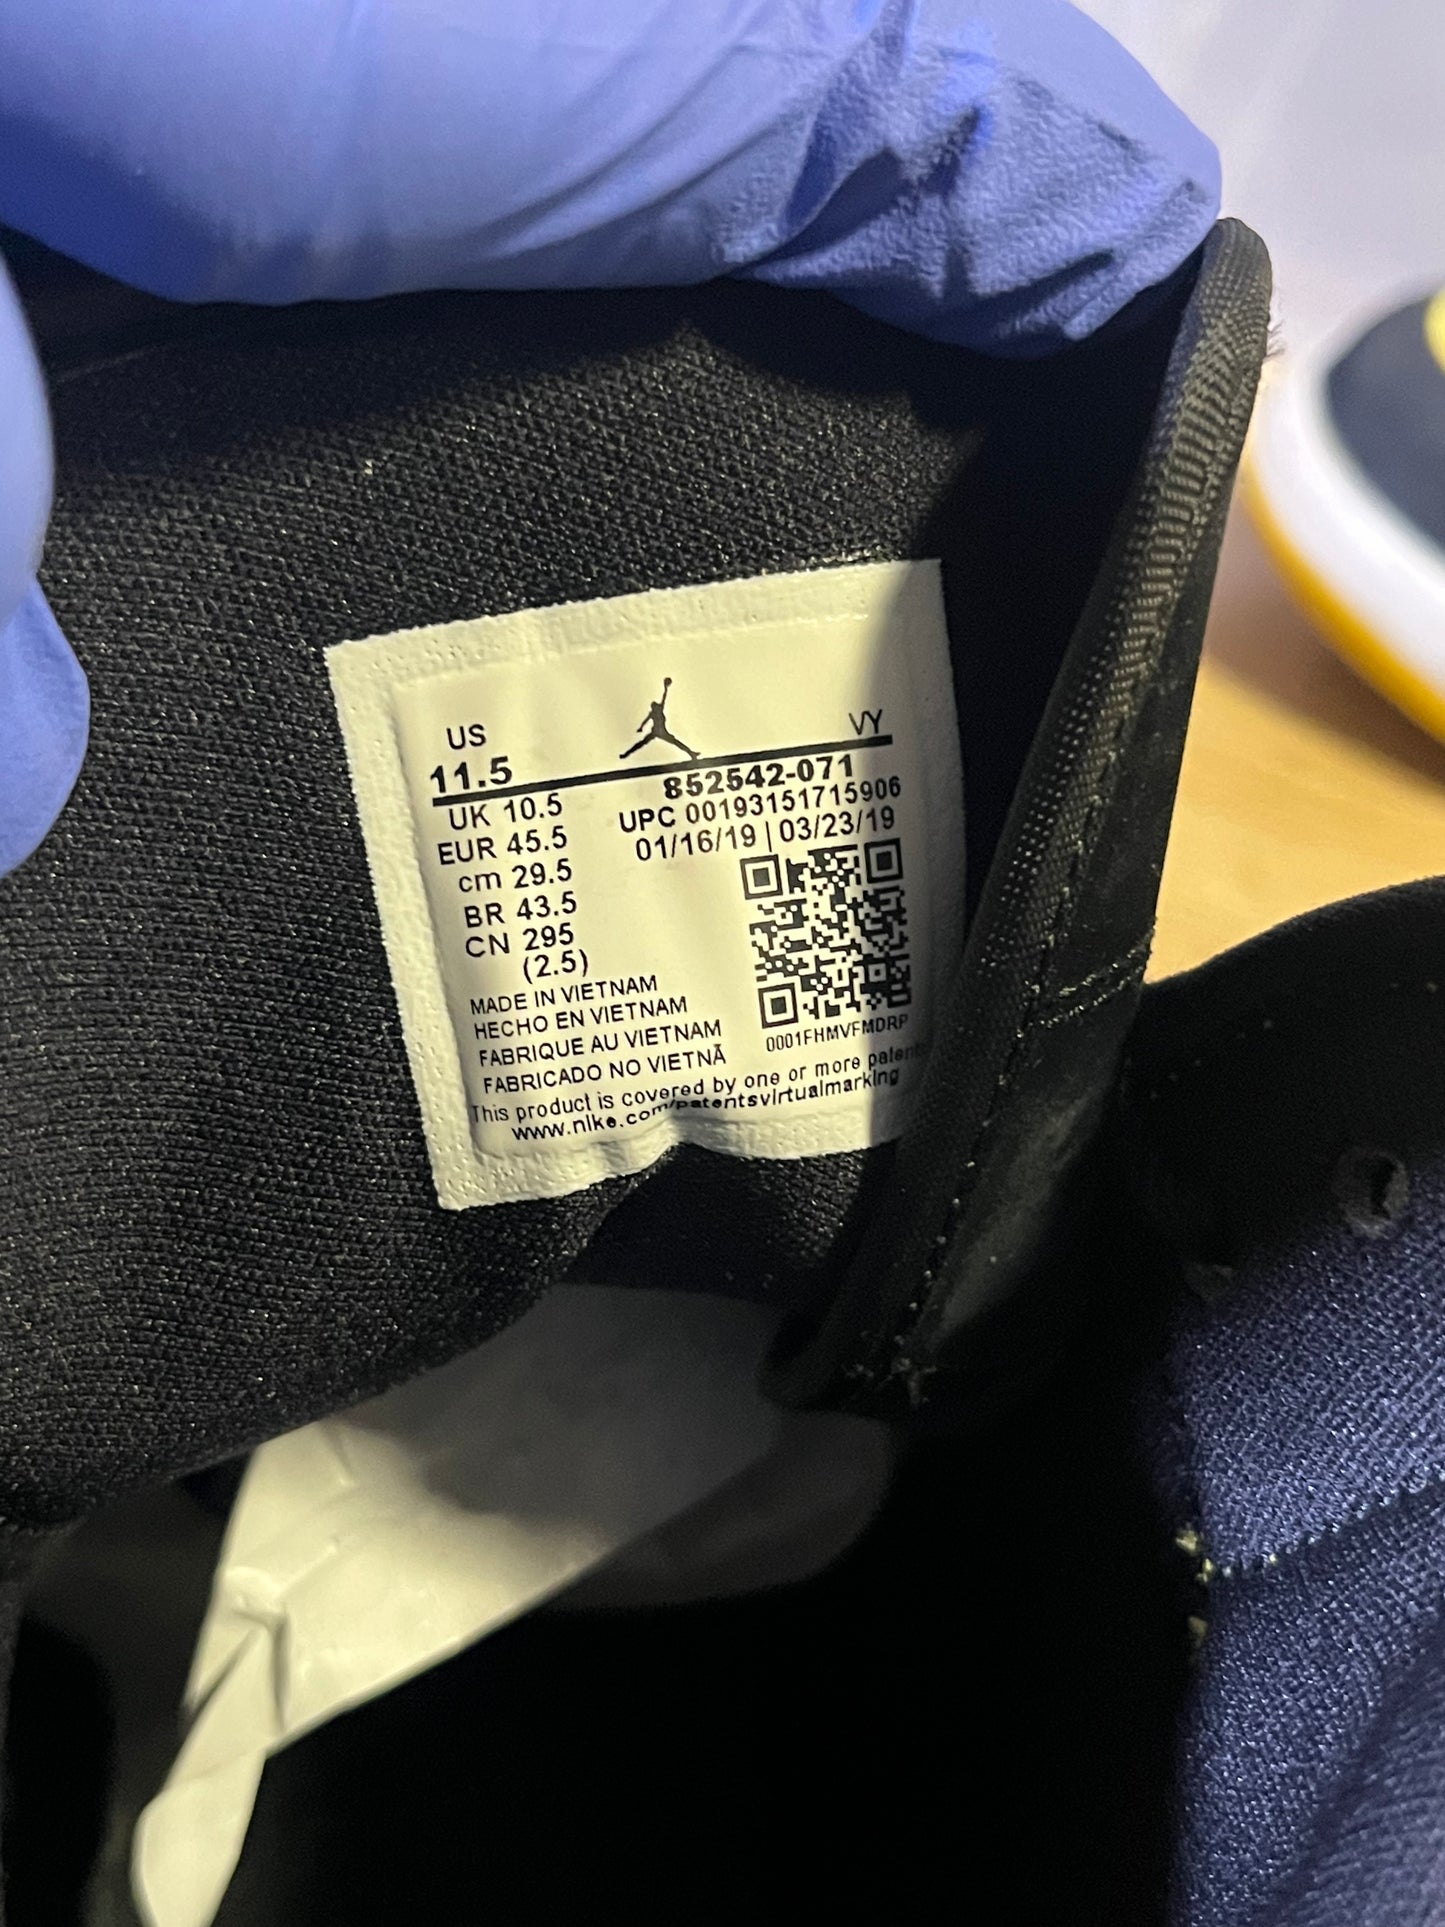 US
VY
11.5
852542-071
UK 10.5
UPC 00193151715906
EUR 45.5
01/16/19 | 03/23/19
cm 29.5
BR 43.5
CN 295
(2.5)
MADE IN VIETNAM
HECHO EN VIETNAM
FABRIQUE AU VIETNAM
FABRICADO NO VIETNÃ
0001FHMVFMDRP
This product is covered by one or more patent
www.nike.com/patentsvirtualmarking